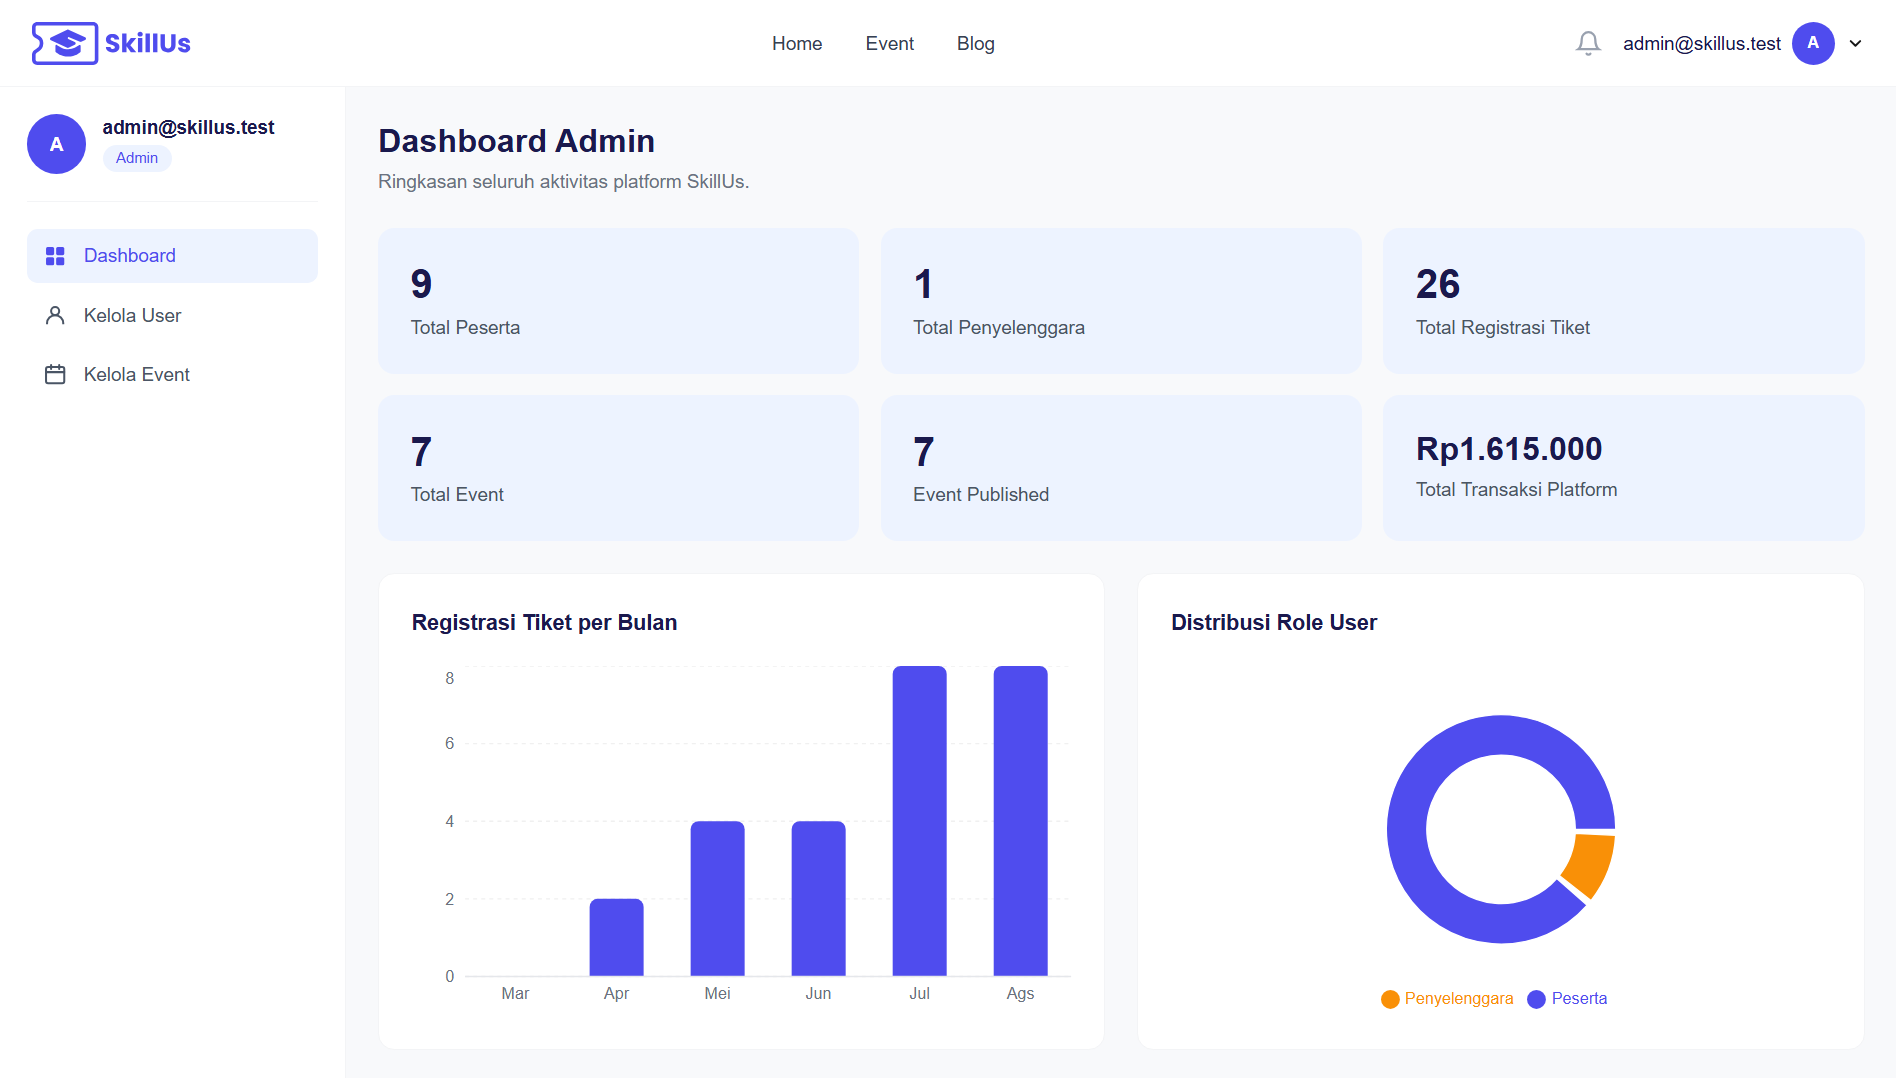 SkillUs
Home
Event
Blog
admin@skillus.test
A
A
admin@skillus.test
Admin
Dashboard
Kelola User
Kelola Event
Dashboard Admin
Ringkasan seluruh aktivitas platform SkillUs.
9
Total Peserta
1
Total Penyelenggara
26
Total Registrasi Tiket
7
Total Event
7
Event Published
Rp1.615.000
Total Transaksi Platform
Registrasi Tiket per Bulan
8
6
4
2
0
Mar
Apr
Mei
Jun
Jul
Ags
Distribusi Role User
Penyelenggara
Peserta